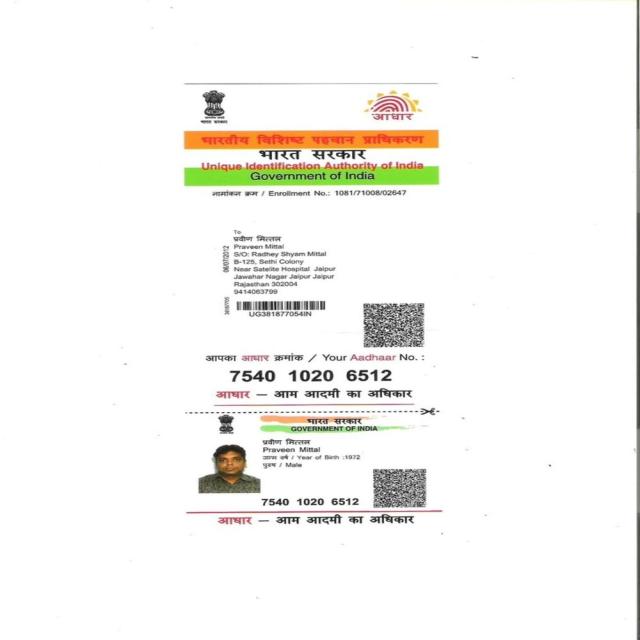 भारत सरकार
आधार
भारतीय विशिष्ट पहचान प्राधिकरण
भारत सरकार
Unique Identification Authority of India
Government of India
नामांकन क्रम / Enrollment No.: 1081/71008/02647
To
प्रवीण मित्तल
Praveen Mittal
S/O: Radhey Shyam Mittal
B-125, Sethi Colony
Near Satelite Hospital Jaipur
Jawahar Nagar Jaipur Jaipur
Rajasthan 302004
9414063799
UG381877054IN
आपका आधार क्रमांक / Your Aadhaar No. :
7540 1020 6512
आधार – आम आदमी का अधिकार
भारत सरकार
GOVERNMENT OF INDIA
प्रवीण मित्तल
Praveen Mittal
जन्म वर्ष / Year of Birth :1972
पुरुष / Male
7540 1020 6512
आधार – आम आदमी का अधिकार